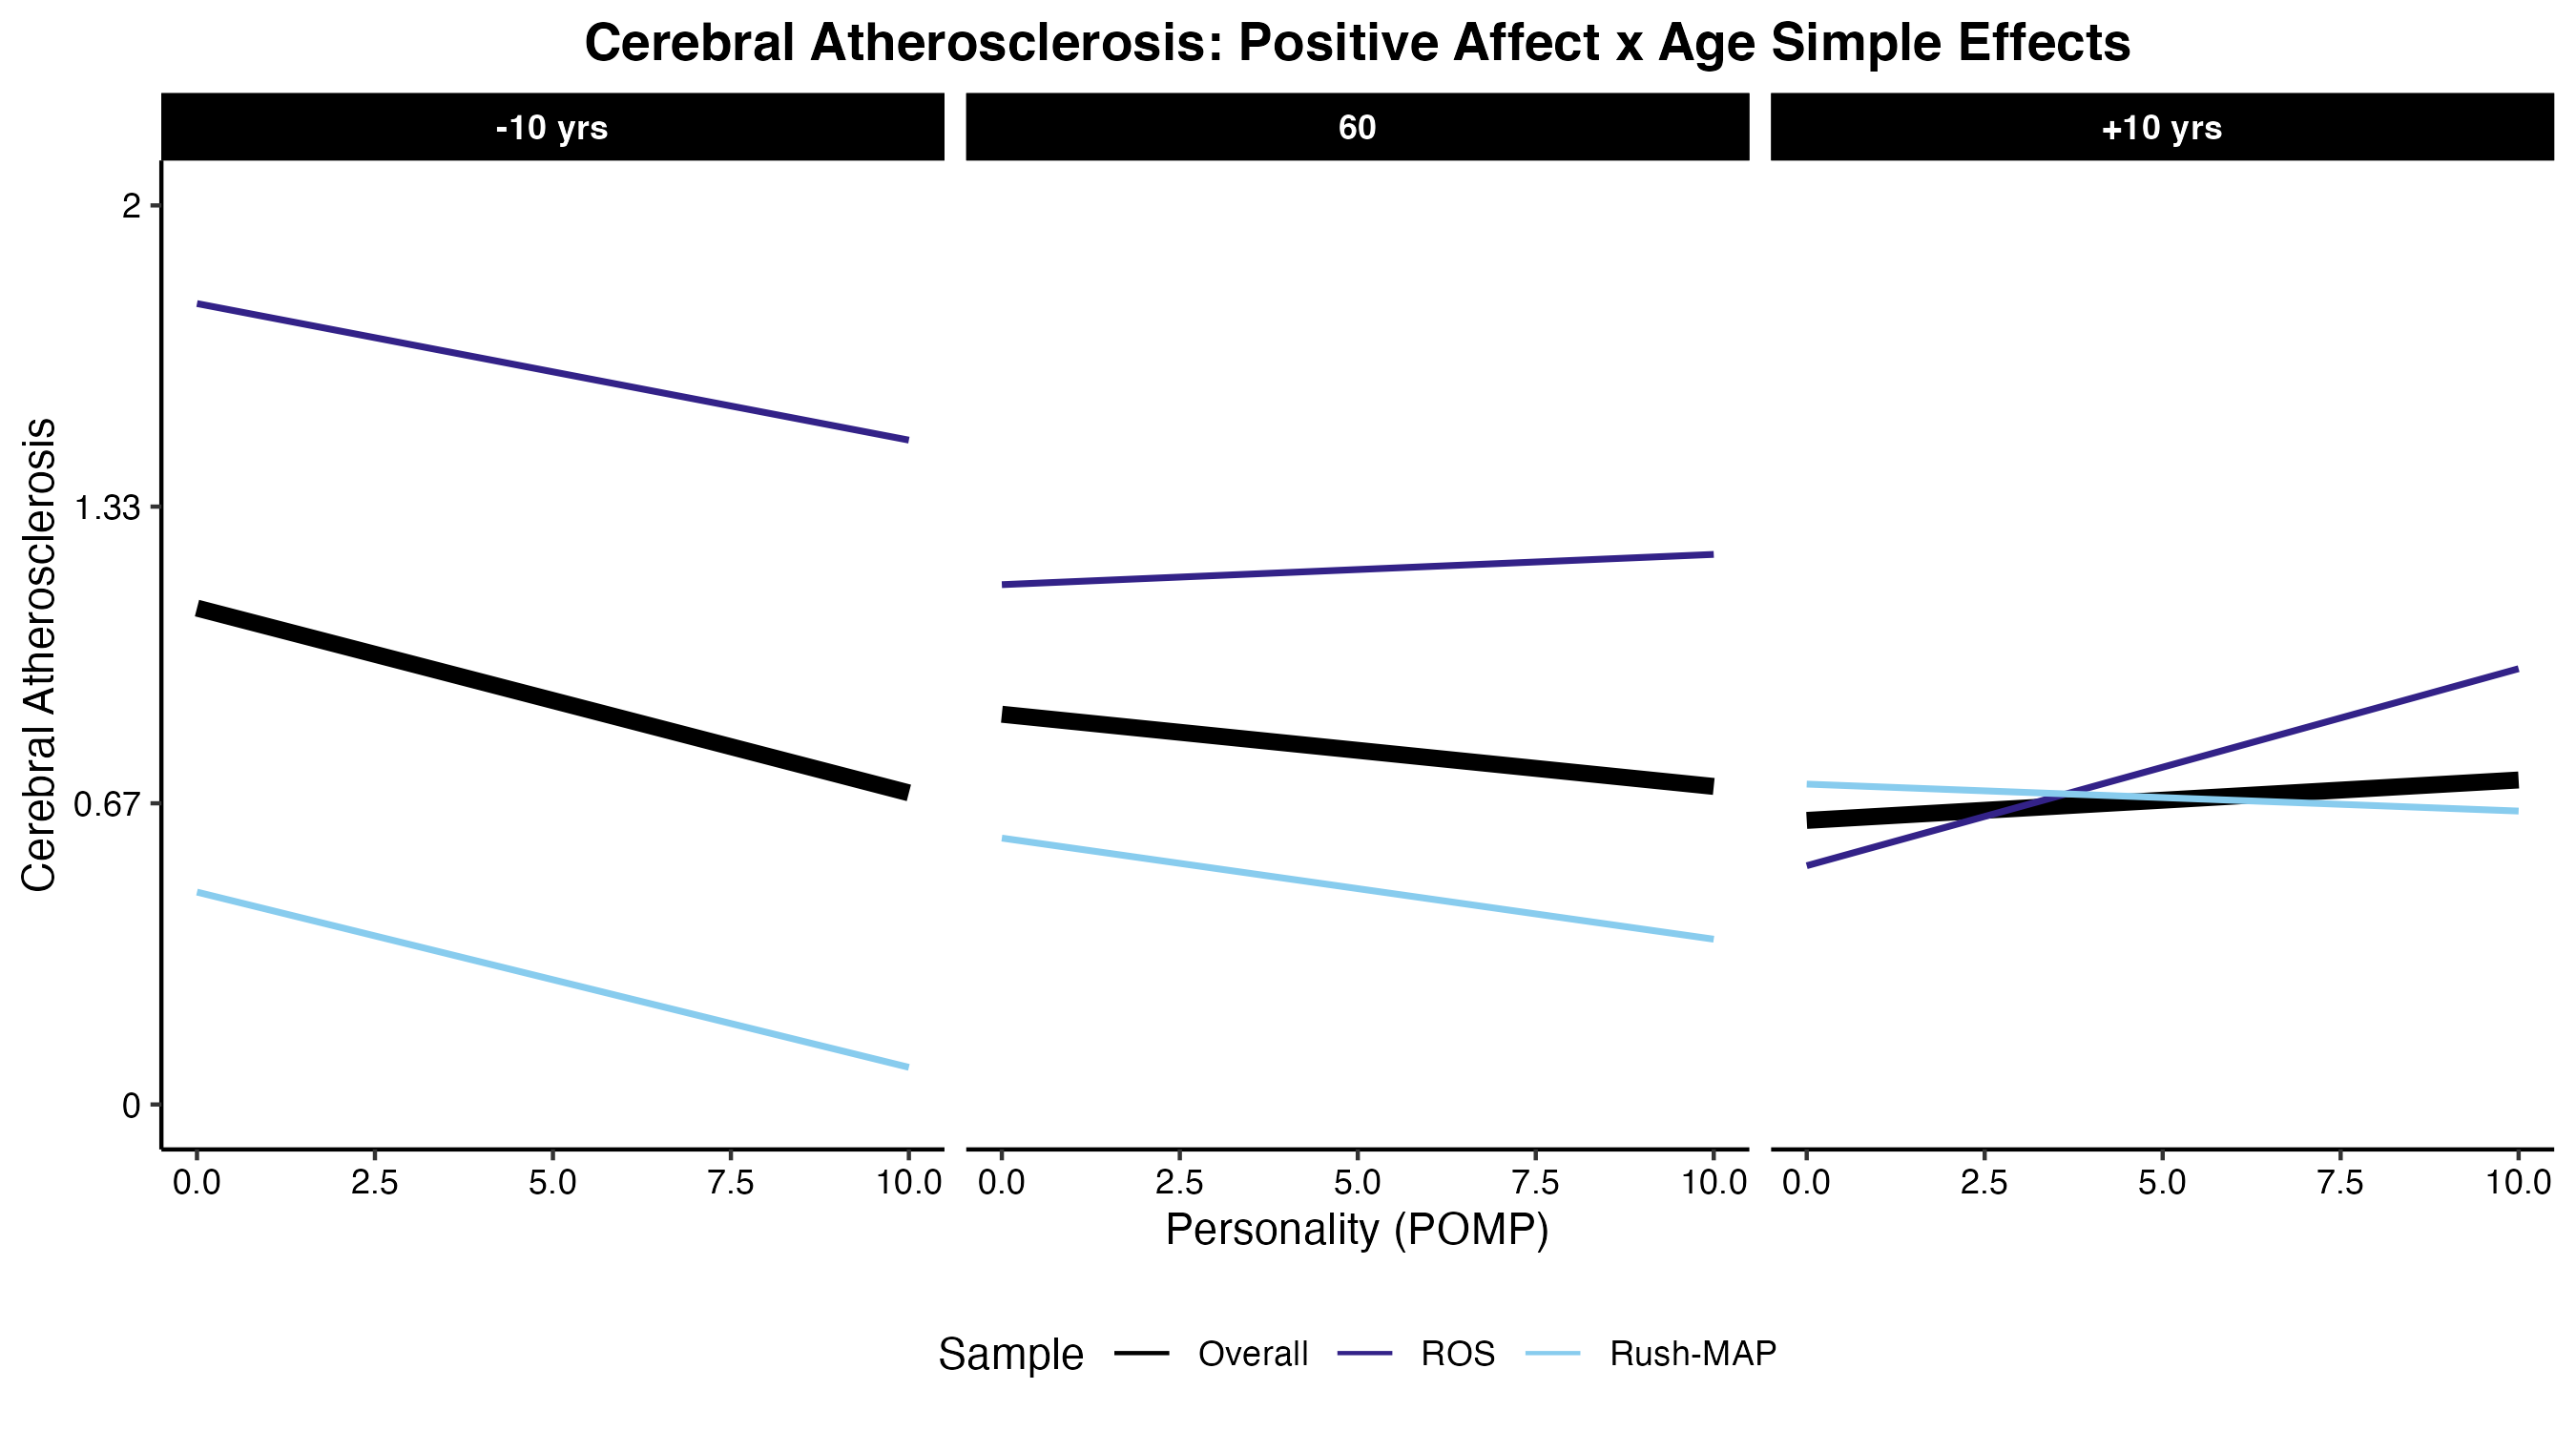 Cerebral Atherosclerosis: Positive Affect x Age Simple Effects
-10 yrs 60 +10 yrs
Cerebral Atherosclerosis
2
1.33
0.67
0
0.0 2.5 5.0 7.5 10.0 0.0 2.5 5.0 7.5 10.0 0.0 2.5 5.0 7.5 10.0
Personality (POMP)
Sample Overall ROS Rush-MAP